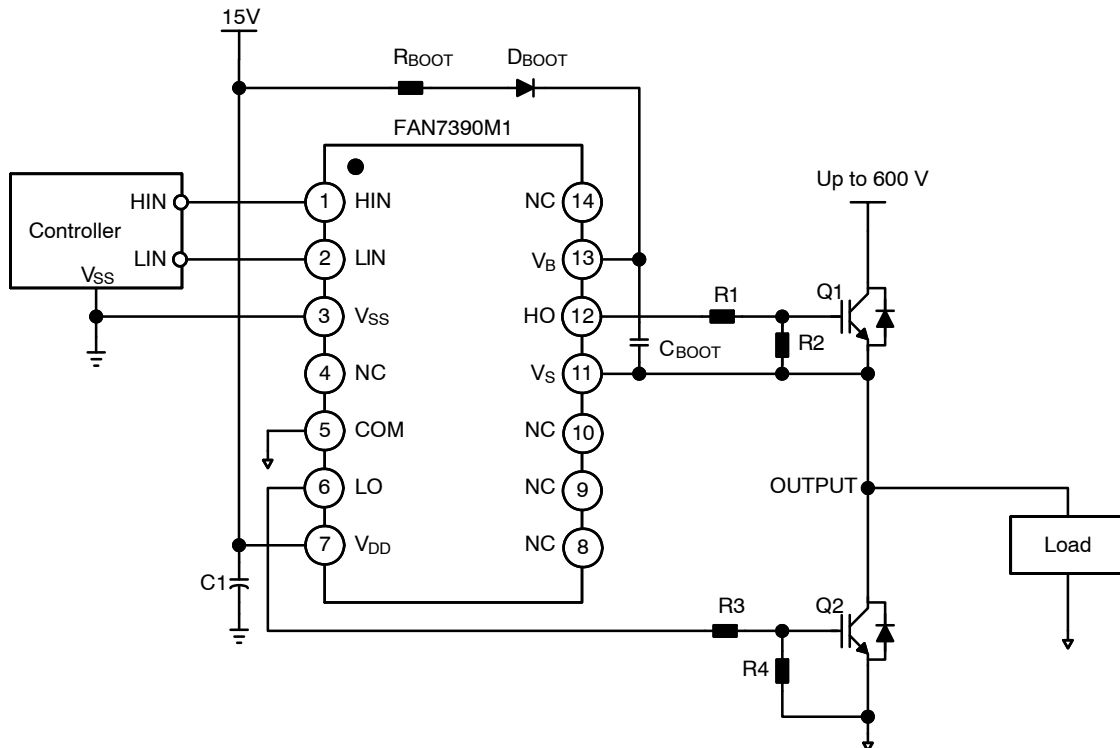 15V
RBOOT
DBOOT
FAN7390M1
Controller
HIN
LIN
VSS
1 HIN
2 LIN
3 VSS
4 NC
5 COM
6 LO
7 VDD
NC 14
VB 13
HO 12
VS 11
NC 10
NC 9
NC 8
C1
CBOOT
Up to 600 V
R1
R2
Q1
OUTPUT
Load
R3
R4
Q2